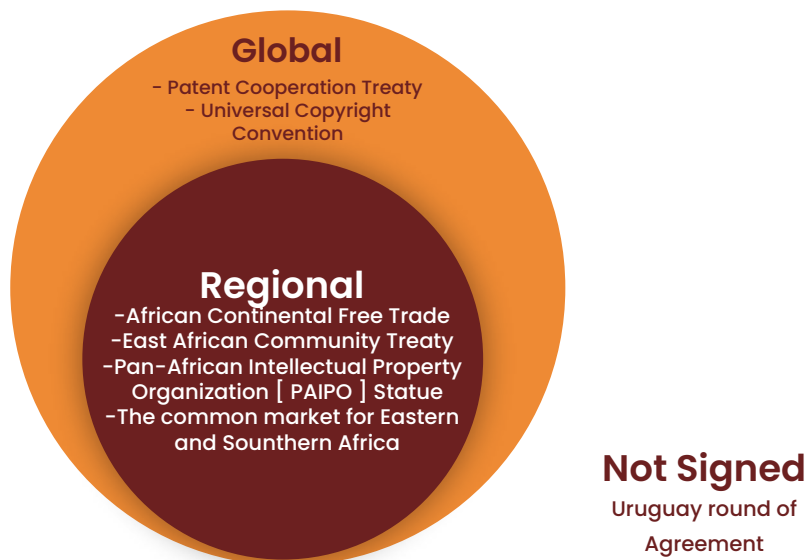 Global
- Patent Cooperation Treaty
- Universal Copyright
Convention
Regional
-African Continental Free Trade
-East African Community Treaty
-Pan-African Intellectual Property
Organization [ PAIPO ] Statue
-The common market for Eastern
and Sounthern Africa
Not Signed
Uruguay round of
Agreement